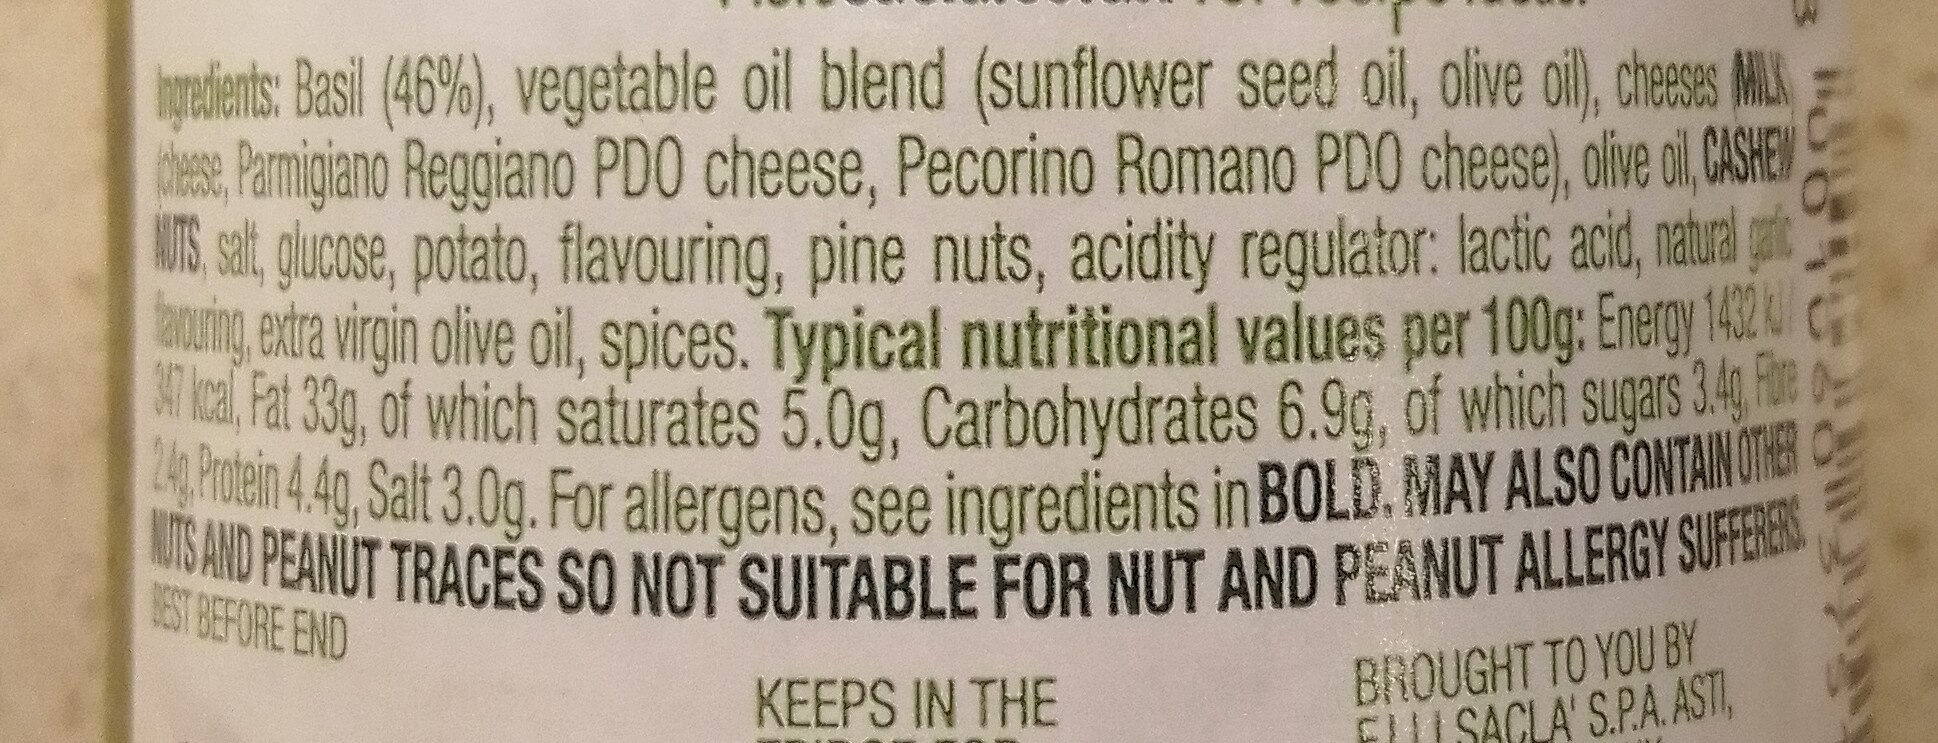 Ingredients: Basil (46%), vegetable oil blend (sunflower seed oil, olive oil), cheeses (MILK
(cheese, Parmigiano Reggiano PDO cheese, Pecorino Romano PDO cheese), olive oil, CASHEW
NUTS, salt, glucose, potato, flavouring, pine nuts, acidity regulator: lactic acid, natural garlic
flavouring, extra virgin olive oil, spices. Typical nutritional values per 100g: Energy 1432 kJ /
347 kcal, Fat 33g, of which saturates 5.0g, Carbohydrates 6.9g, of which sugars 3.4g, Fibre
2.4g, Protein 4.4g, Salt 3.0g. For allergens, see ingredients in BOLD. MAY ALSO CONTAIN OTHER
NUTS AND PEANUT TRACES SO NOT SUITABLE FOR NUT AND PEANUT ALLERGY SUFFERERS.
BEST BEFORE END
KEEPS IN THE
BROUGHT TO YOU BY
F.LLI SACLA' S.P.A. ASTI,